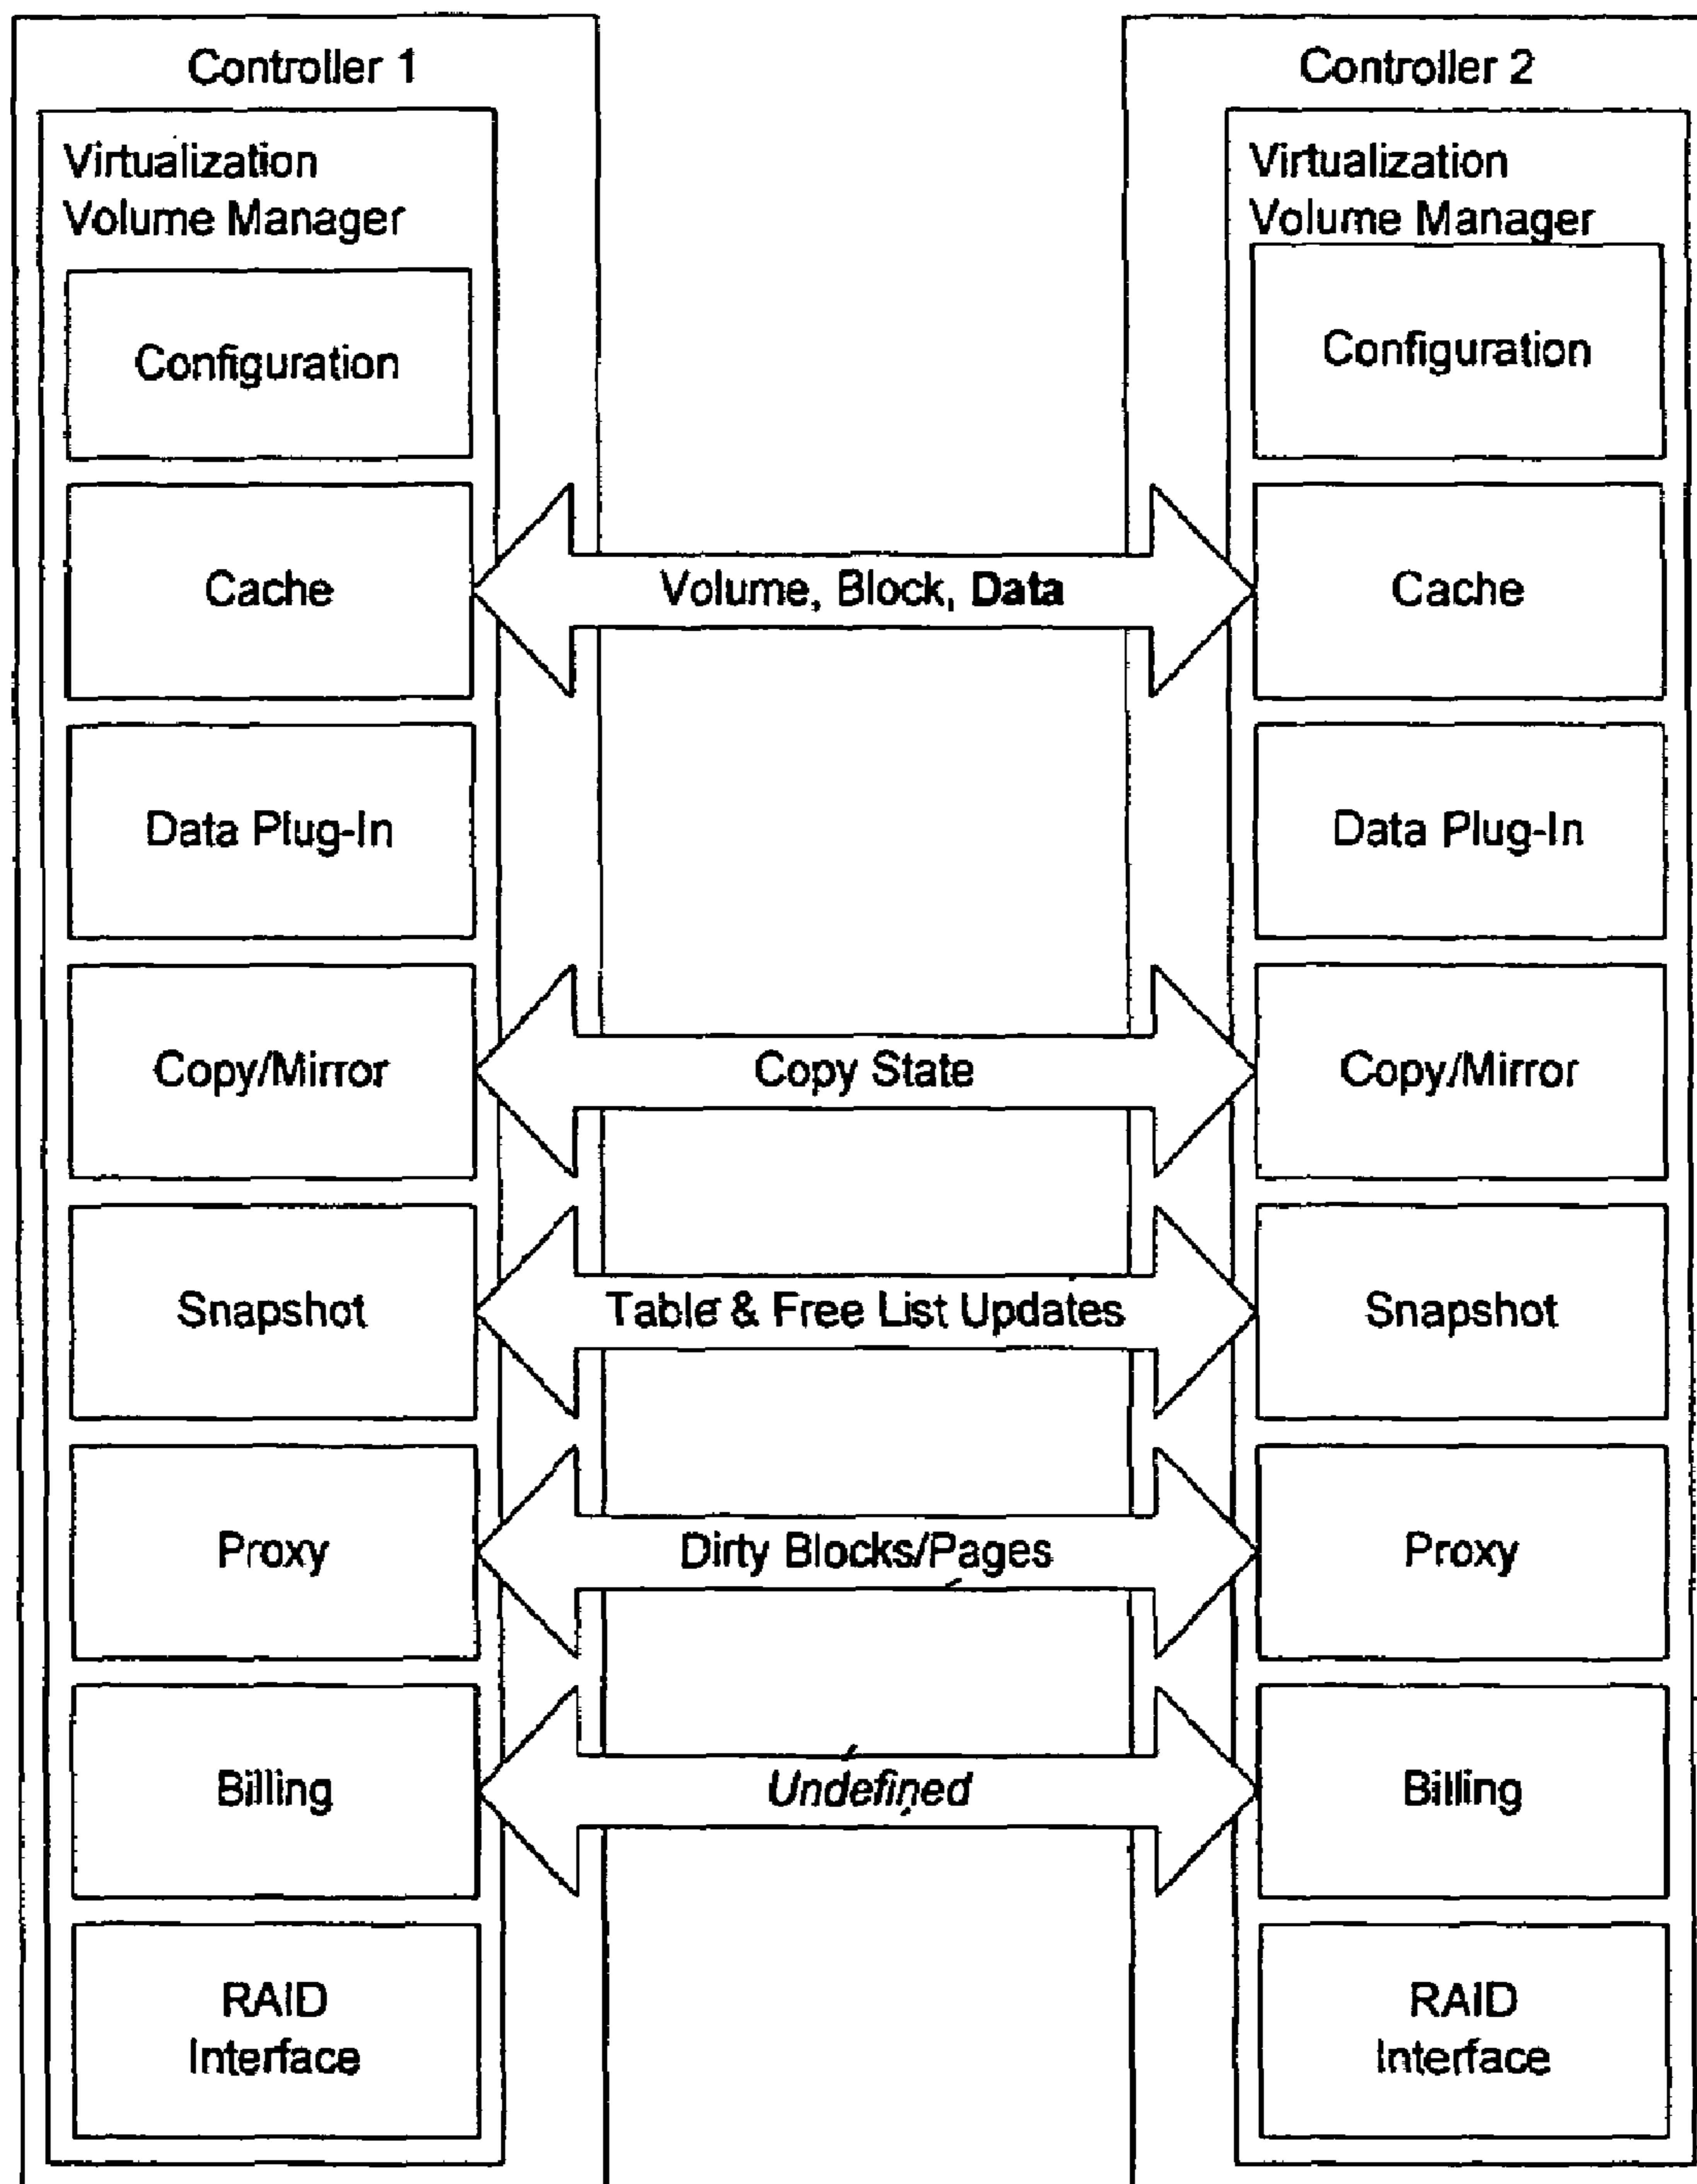 Controller 1
Virtualization
Volume Manager
Configuration
Cache
Data Plug-In
Copy/Mirror
Snapshot
Proxy
Billing
RAID
Interface
Volume, Block, Data
Copy State
Table & Free List Updates
Dirty Blocks/Pages
Undefined
Controller 2
Virtualization
Volume Manager
Configuration
Cache
Data Plug-In
Copy/Mirror
Snapshot
Proxy
Billing
RAID
Interface